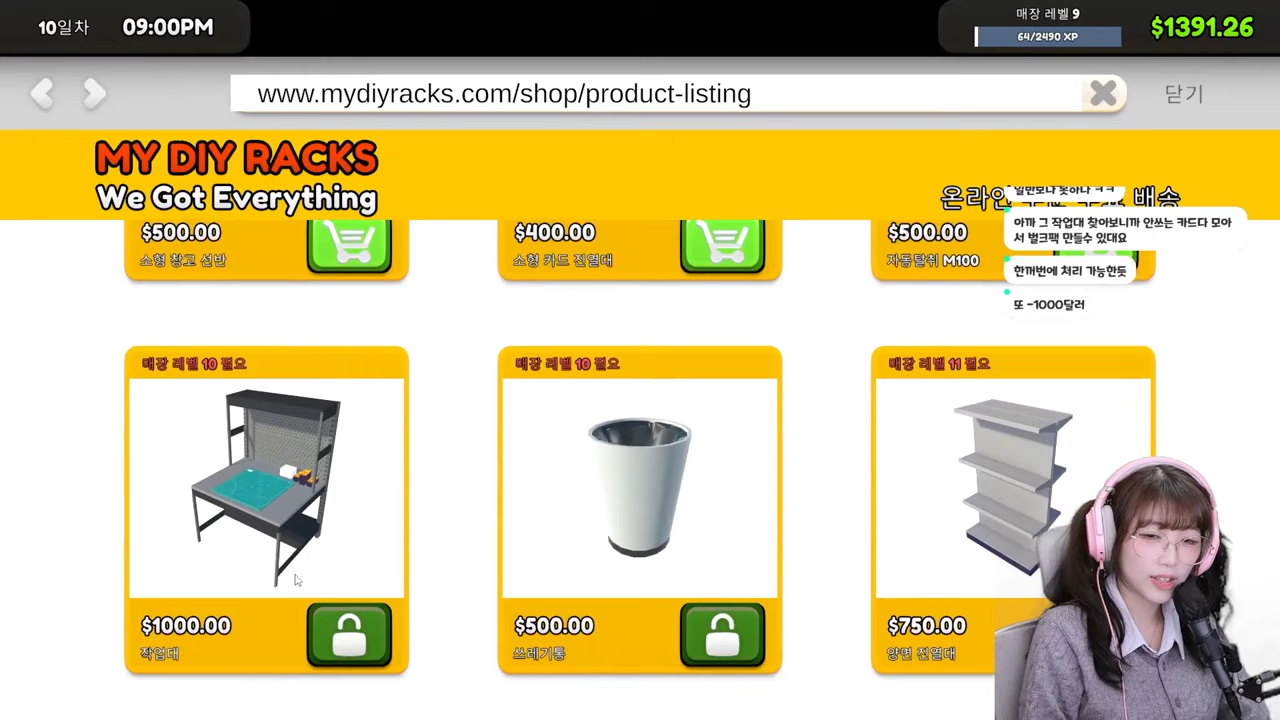 10일차 09:00PM
매장 레벨 9
64/2490 XP
$1391.26
www.mydiyracks.com/shop/product-listing
닫기
MY DIY RACKS
We Got Everything
온라인
배송
아까 그 작업대 찾아보니까 안쓰는 카드다 모아
서 벌크팩 만들수 있대요
한꺼번에 처리 가능한듯
또 -1000달러
$500.00
소형 창고 선반
$400.00
소형 카드 진열대
$500.00
자동탈취 M100
매장 레벨 10 필요
$1000.00
작업대
매장 레벨 10 필요
$500.00
쓰레기통
매장 레벨 11 필요
$750.00
양면 진열대